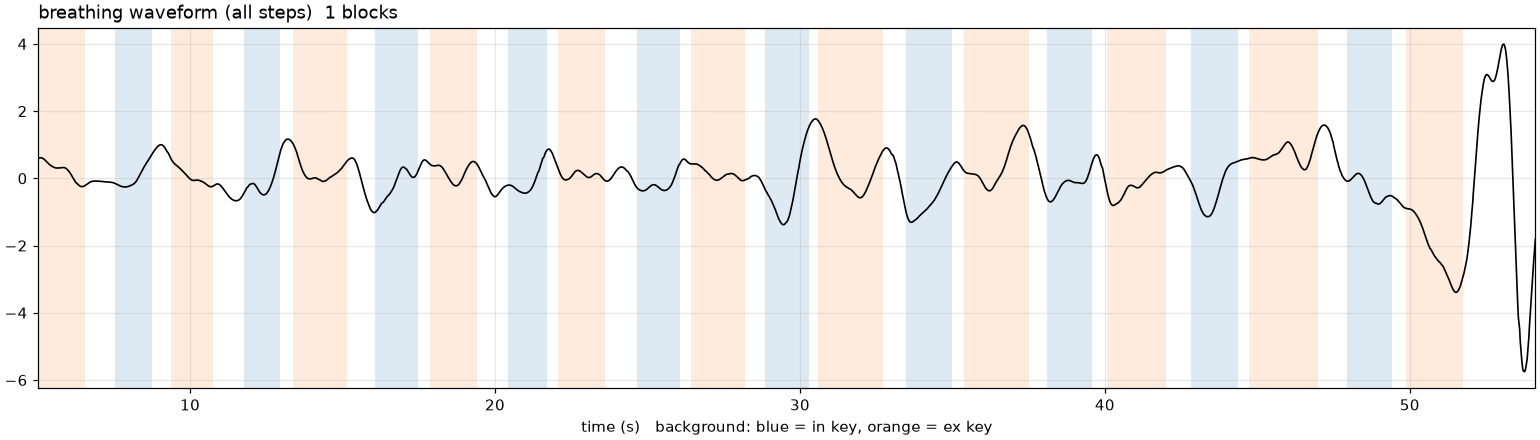 breathing waveform (all steps)  1 blocks
4
2
0
−2
−4
−6
10 20 30 40 50
time (s)   background: blue = in key, orange = ex key